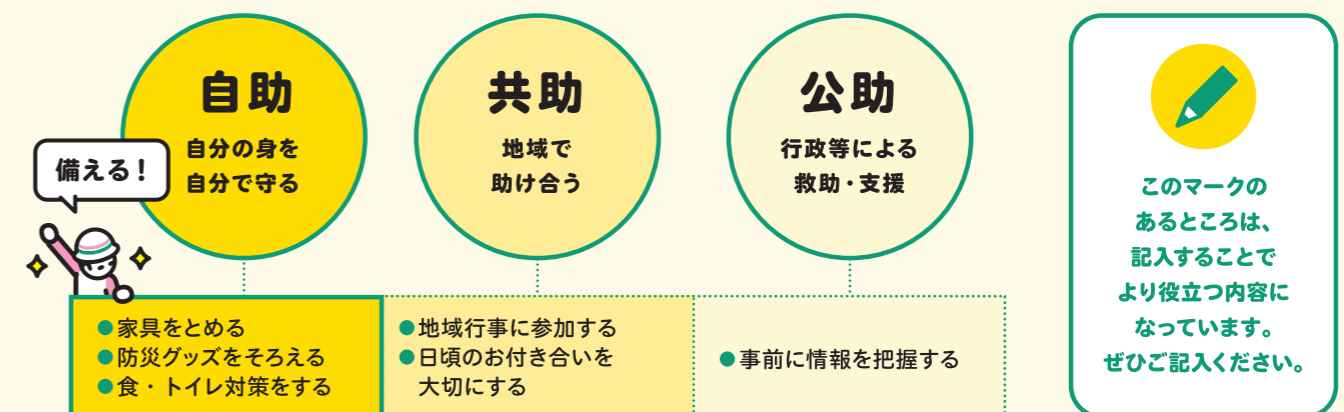 自助
自分の身を
自分で守る
備える！
共助
地域で
助け合う
公助
行政等による
救助・支援
●家具をとめる
●防災グッズをそろえる
●食・トイレ対策をする
●地域行事に参加する
●日頃のお付き合いを
大切にする
●事前に情報を把握する
このマークの
あるところは、
記入することで
より役立つ内容に
なっています。
ぜひご記入ください。